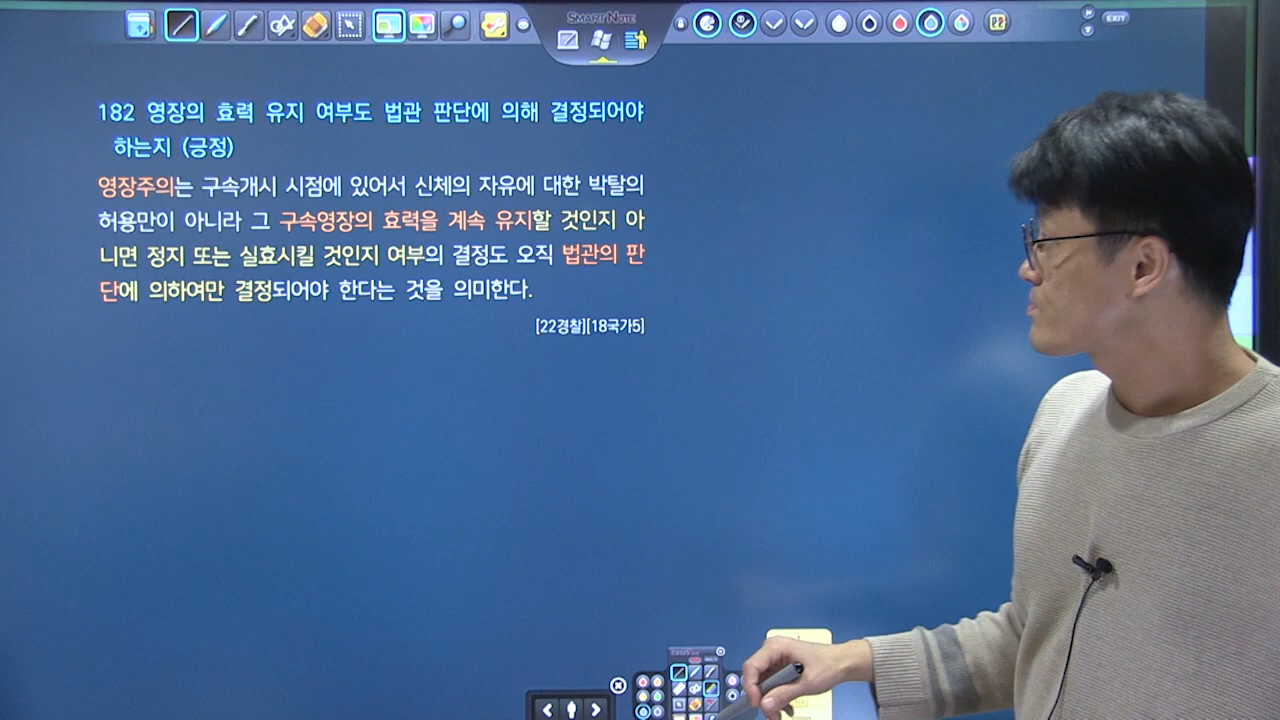 SMART NOTE
22
EXIT
182 영장의 효력 유지 여부도 법관 판단에 의해 결정되어야
하는지 (긍정)
영장주의는 구속개시 시점에 있어서 신체의 자유에 대한 박탈의
허용만이 아니라 그 구속영장의 효력을 계속 유지할 것인지 아
니면 정지 또는 실효시킬 것인지 여부의 결정도 오직 법관의 판
단에 의하여만 결정되어야 한다는 것을 의미한다.
[22경찰][18국가5]